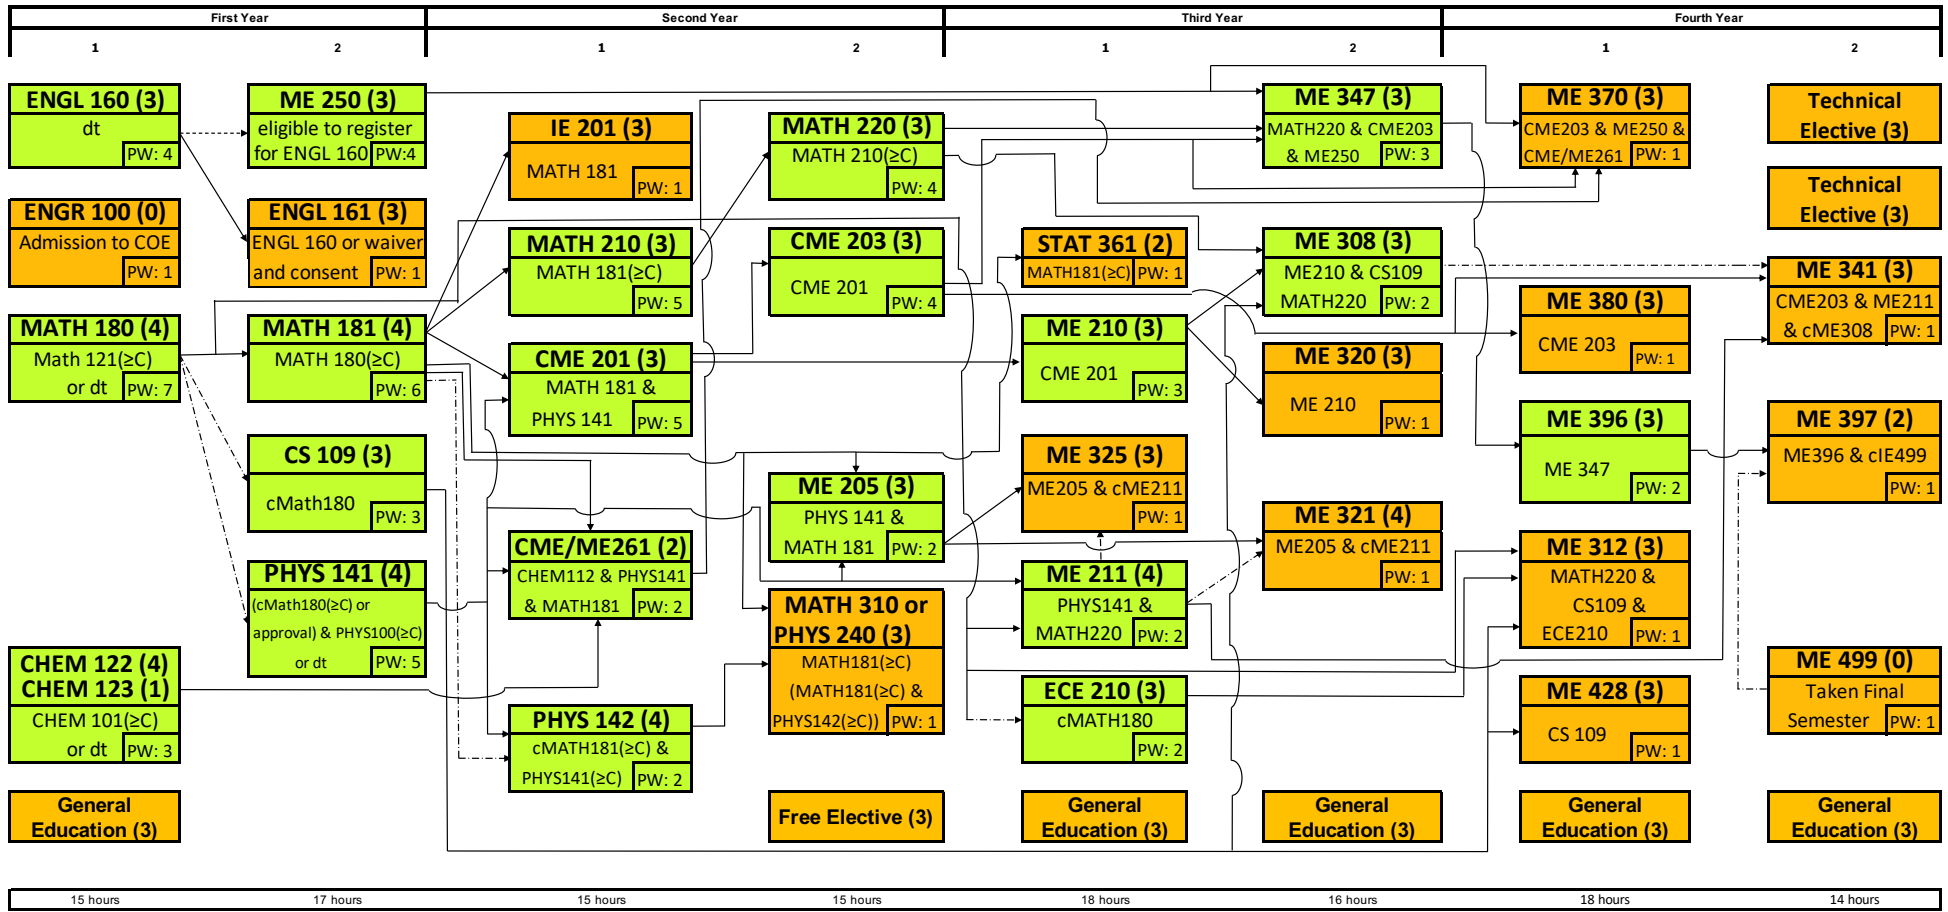 First Year
Second Year
Third Year
Fourth Year
1
2
1
2
1
2
1
2
ENGL 160 (3)
dt
PW: 4
ENGR 100 (0)
Admission to COE
PW: 1
MATH 180 (4)
Math 121(≥C)
or dt
PW: 7
CHEM 122 (4)
CHEM 123 (1)
CHEM 101(≥C)
or dt
PW: 3
General
Education (3)
ME 250 (3)
eligible to register
for ENGL 160
PW:4
ENGL 161 (3)
ENGL 160 or waiver
and consent
PW: 1
MATH 181 (4)
MATH 180(≥C)
PW: 6
CS 109 (3)
cMath180
PW: 3
PHYS 141 (4)
(cMath180(≥C) or
approval) & PHYS100(≥C)
or dt
PW: 5
IE 201 (3)
MATH 181
PW: 1
MATH 210 (3)
MATH 181(≥C)
PW: 5
CME 201 (3)
MATH 181 &
PHYS 141
PW: 5
CME/ME261 (2)
CHEM112 & PHYS141
& MATH181
PW: 2
PHYS 142 (4)
cMATH181(≥C) &
PHYS141(≥C)
PW: 2
MATH 220 (3)
MATH 210(≥C)
PW: 4
CME 203 (3)
CME 201
PW: 4
ME 205 (3)
PHYS 141 &
MATH 181
PW: 2
MATH 310 or
PHYS 240 (3)
MATH181(≥C)
(MATH181(≥C) &
PHYS142(≥C))
PW: 1
Free Elective (3)
STAT 361 (2)
MATH181(≥C)
PW: 1
ME 210 (3)
CME 201
PW: 3
ME 325 (3)
ME205 & cME211
PW: 1
ME 211 (4)
PHYS141 &
MATH220
PW: 2
ECE 210 (3)
cMATH180
PW: 2
General
Education (3)
ME 347 (3)
MATH220 & CME203
& ME250
PW: 3
ME 308 (3)
ME210 & CS109
MATH220
PW: 2
ME 320 (3)
ME 210
PW: 1
ME 321 (4)
ME205 & cME211
PW: 1
General
Education (3)
ME 370 (3)
CME203 & ME250 &
CME/ME261
PW: 1
ME 380 (3)
CME 203
PW: 1
ME 396 (3)
ME 347
PW: 2
ME 312 (3)
MATH220 &
CS109 &
ECE210
PW: 1
ME 428 (3)
CS 109
PW: 1
General
Education (3)
Technical
Elective (3)
Technical
Elective (3)
ME 341 (3)
CME203 & ME211
& cME308
PW: 1
ME 397 (2)
ME396 & cIE499
PW: 1
ME 499 (0)
Taken Final
Semester
PW: 1
General
Education (3)
15 hours
17 hours
15 hours
15 hours
18 hours
16 hours
18 hours
14 hours